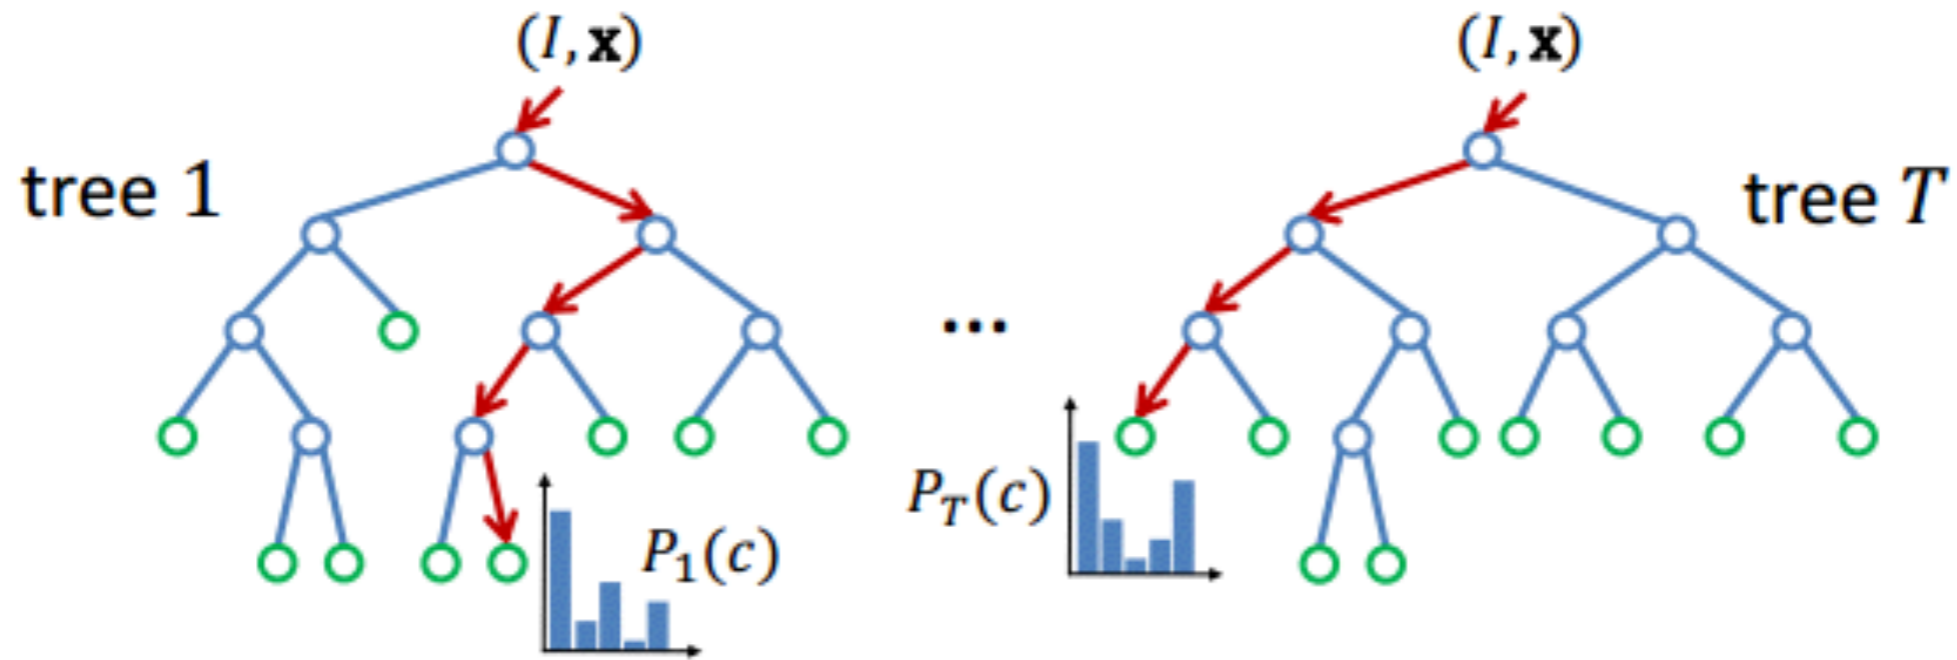 (I, x)
(I, x)
tree 1
tree T
...
P_T(c)
P_1(c)